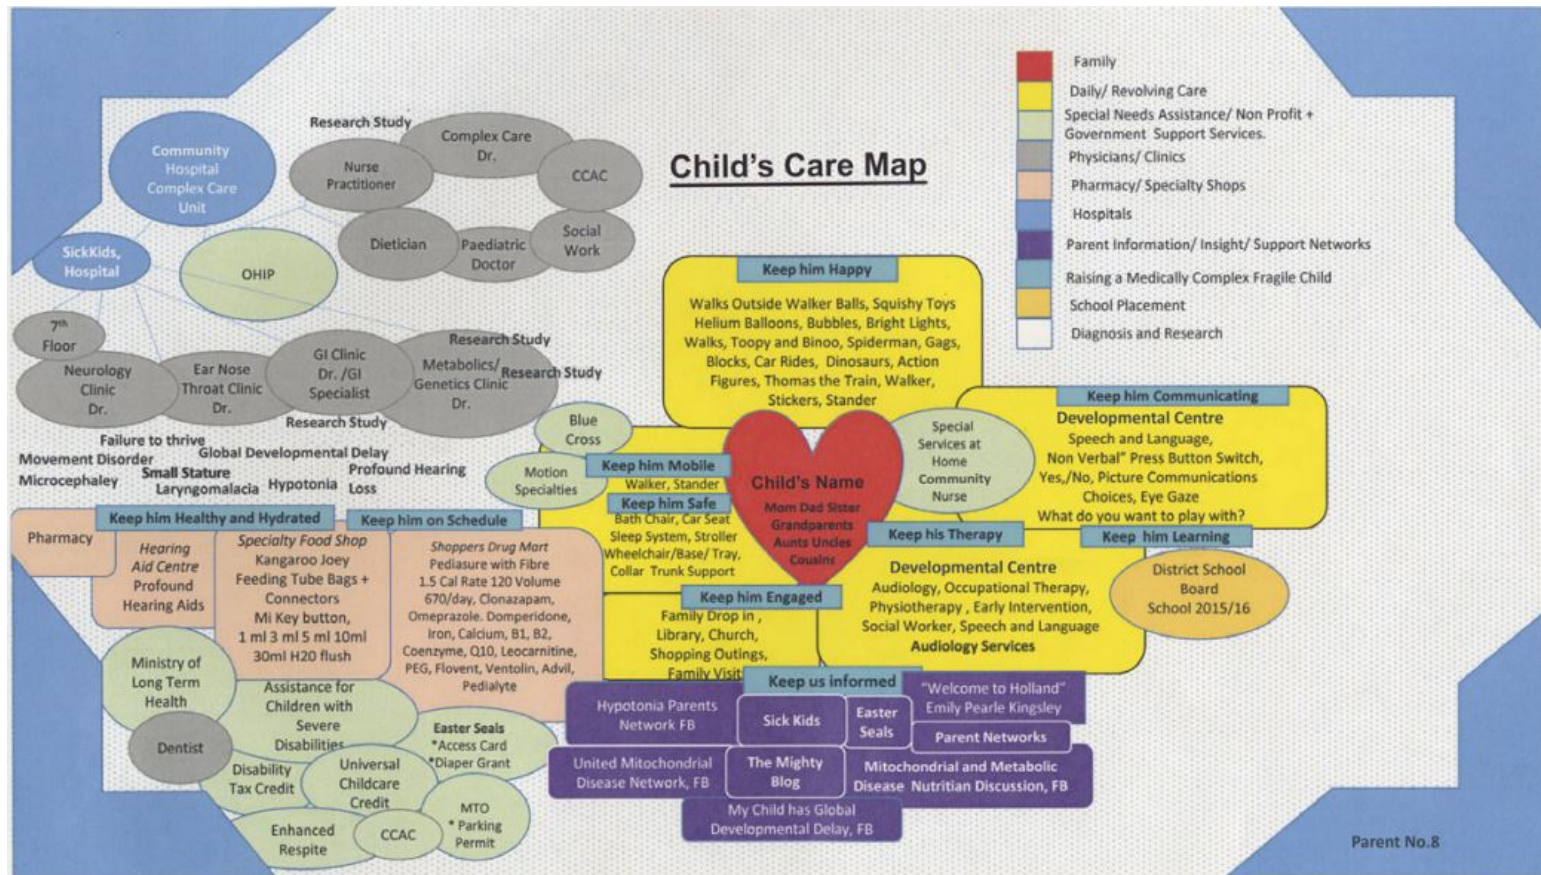 Child's Care Map
Family
Daily/ Revolving Care
Special Needs Assistance/ Non Profit +
Government Support Services.
Physicians/ Clinics
Pharmacy/ Specialty Shops
Hospitals
Parent Information/ Insight/ Support Networks
Raising a Medically Complex Fragile Child
School Placement
Diagnosis and Research
Community
Hospital
Complex Care
Unit
SickKids,
Hospital
OHIP
Research Study
Nurse
Practitioner
Complex Care
Dr.
CCAC
Dietician
Paediatric
Doctor
Social
Work
7th
Floor
Neurology
Clinic
Dr.
Ear Nose
Throat Clinic
Dr.
GI Clinic
Dr. /GI
Specialist
Research Study
Research Study
Metabolics/
Genetics Clinic
Dr.
Research Study
Failure to thrive
Movement Disorder
Global Developmental Delay
Microcephaley
Small Stature
Laryngomalacia
Hypotonia
Profound Hearing
Loss
Keep him Happy
Walks Outside Walker Balls, Squishy Toys
Helium Balloons, Bubbles, Bright Lights,
Walks, Toopy and Binoo, Spiderman, Gags,
Blocks, Car Rides, Dinosaurs, Action
Figures, Thomas the Train, Walker,
Stickers, Stander
Blue
Cross
Motion
Specialties
Keep him Mobile
Walker, Stander
Keep him Safe
Bath Chair, Car Seat
Sleep System, Stroller
Wheelchair/Base/ Tray,
Collar Trunk Support
Child's Name
Mom Dad Sister
Grandparents
Aunts Uncles
Cousins
Special
Services at
Home
Community
Nurse
Keep him Communicating
Developmental Centre
Speech and Language,
Non Verbal" Press Button Switch,
Yes,/No, Picture Communications
Choices, Eye Gaze
What do you want to play with?
Keep his Therapy
Developmental Centre
Audiology, Occupational Therapy,
Physiotherapy , Early Intervention,
Social Worker, Speech and Language
Audiology Services
Keep him Learning
District School
Board
School 2015/16
Keep him Engaged
Family Drop in ,
Library, Church,
Shopping Outings,
Family Visit
Keep him Healthy and Hydrated
Keep him on Schedule
Pharmacy
Hearing
Aid Centre
Profound
Hearing Aids
Specialty Food Shop
Kangaroo Joey
Feeding Tube Bags +
Connectors
Mi Key button,
1 ml 3 ml 5 ml 10ml
30ml H20 flush
Shoppers Drug Mart
Pediasure with Fibre
1.5 Cal Rate 120 Volume
670/day, Clonazapam,
Omeprazole. Domperidone,
Iron, Calcium, B1, B2,
Coenzyme, Q10, Leocarnitine,
PEG, Flovent, Ventolin, Advil,
Pedialyte
Ministry of
Long Term
Health
Dentist
Assistance for
Children with
Severe
Disabilities
Easter Seals
*Access Card
*Diaper Grant
Disability
Tax Credit
Universal
Childcare
Credit
MTO
* Parking
Permit
Enhanced
Respite
CCAC
Keep us informed
Hypotonia Parents
Network FB
Sick Kids
Easter
Seals
"Welcome to Holland"
Emily Pearle Kingsley
Parent Networks
United Mitochondrial
Disease Network, FB
The Mighty
Blog
Mitochondrial and Metabolic
Disease Nutritian Discussion, FB
My Child has Global
Developmental Delay, FB
Parent No.8